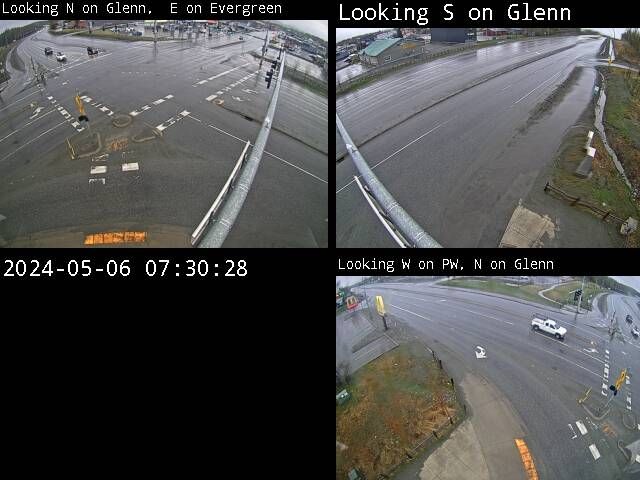 Looking N on Glenn,  E on Evergreen
Looking S on Glenn
2024-05-06 07:30:28
Looking W on PW, N on Glenn